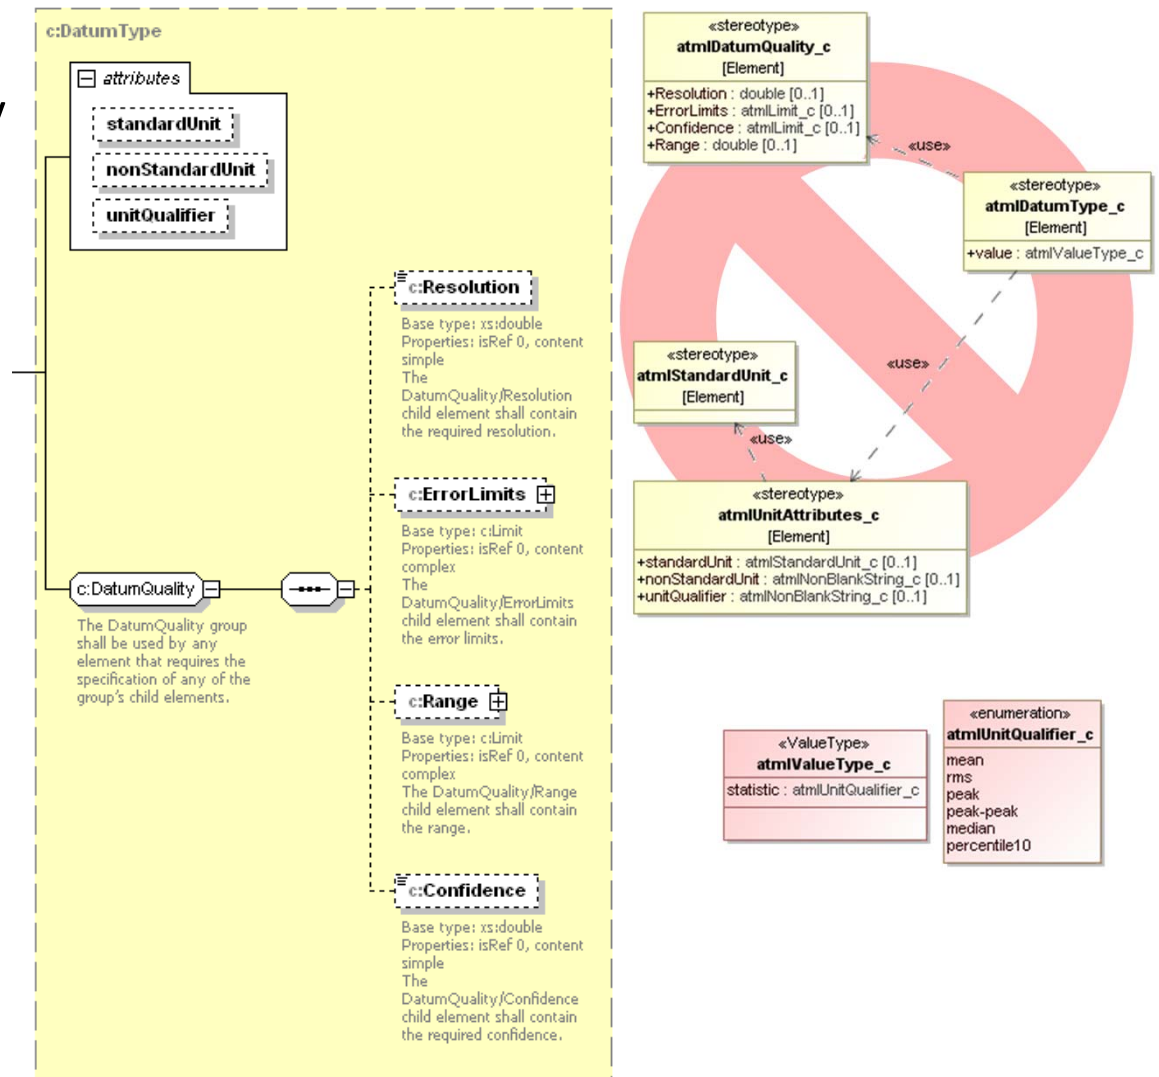 c:DatumType
attributes
standardUnit
nonStandardUnit
unitQualifier
c:Resolution
Base type: xs:double
Properties: isRef 0, content
simple
The
DatumQuality/Resolution
child element shall contain
the required resolution.
c:ErrorLimits
Base type: c:Limit
Properties: isRef 0, content
complex
The
DatumQuality/ErrorLimits
child element shall contain
the error limits.
c:DatumQuality
The DatumQuality group
shall be used by any
element that requires the
specification of any of the
group's child elements.
c:Range
Base type: c:Limit
Properties: isRef 0, content
complex
The DatumQuality/Range
child element shall contain
the range.
c:Confidence
Base type: xs:double
Properties: isRef 0, content
simple
The
DatumQuality/Confidence
child element shall contain
the required confidence.
«stereotype»
atmlDatumQuality_c
[Element]
+Resolution : double [0..1]
+ErrorLimits : atmlLimit_c [0..1]
+Confidence : atmlLimit_c [0..1]
+Range : double [0..1]
«use»
«stereotype»
atmlDatumType_c
[Element]
+value : atmlValueType_c
«use»
«stereotype»
atmlStandardUnit_c
[Element]
«use»
«stereotype»
atmlUnitAttributes_c
[Element]
+standardUnit : atmlStandardUnit_c [0..1]
+nonStandardUnit : atmlNonBlankString_c [0..1]
+unitQualifier : atmlNonBlankString_c [0..1]
«ValueType»
atmlValueType_c
statistic : atmlUnitQualifier_c
«enumeration»
atmlUnitQualifier_c
mean
rms
peak
peak-peak
median
percentile10